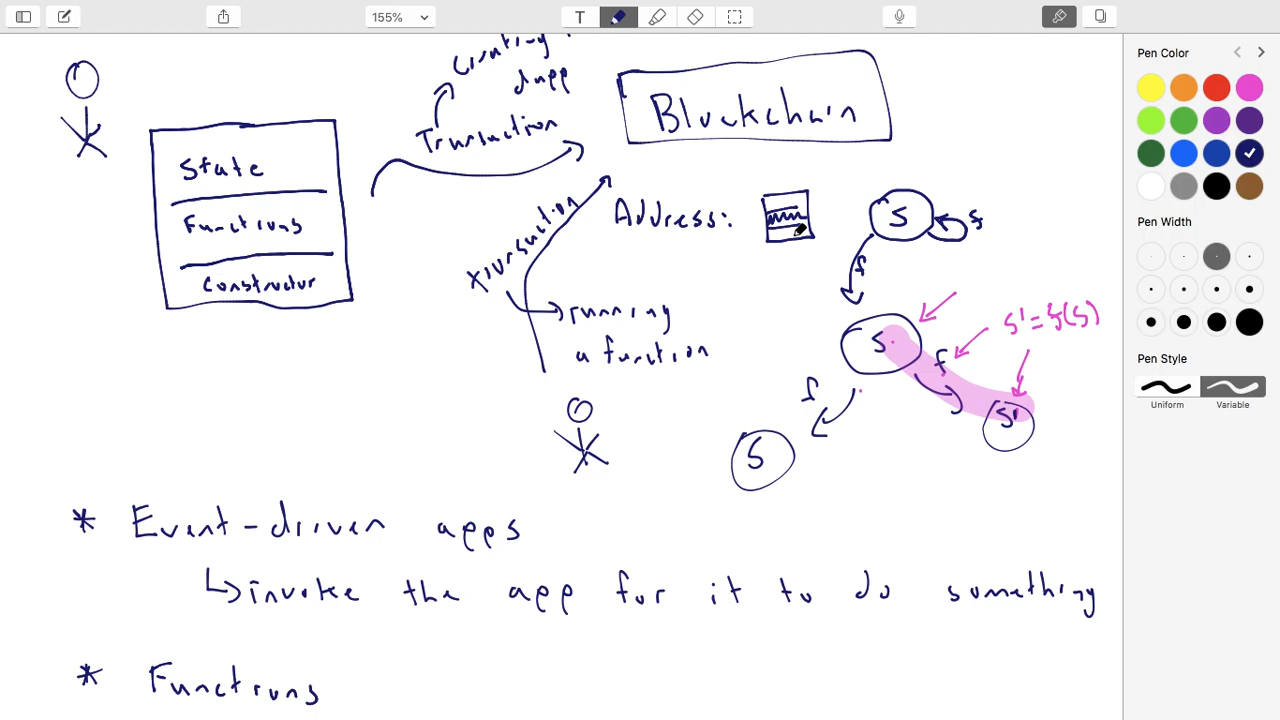 155%
T
Pen Color
Creating
dapp
Transaction
Blockchain
State
Functions
Constructor
Address:
Transaction
running
a function
S
f
f
S
f
S' = f(S)
f
S'
S
Pen Width
Pen Style
Uniform
Variable
* Event-driven apps
↳ invoke the app for it to do something
* Functions